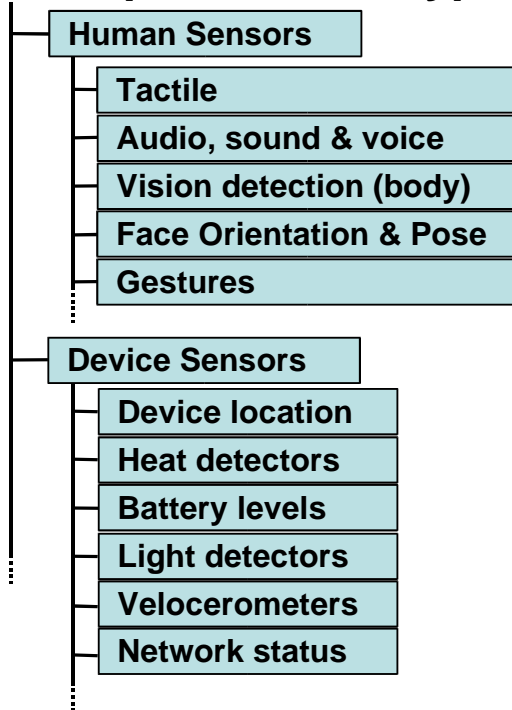 Human Sensors
Tactile
Audio, sound & voice
Vision detection (body)
Face Orientation & Pose
Gestures
Device Sensors
Device location
Heat detectors
Battery levels
Light detectors
Velocerometers
Network status